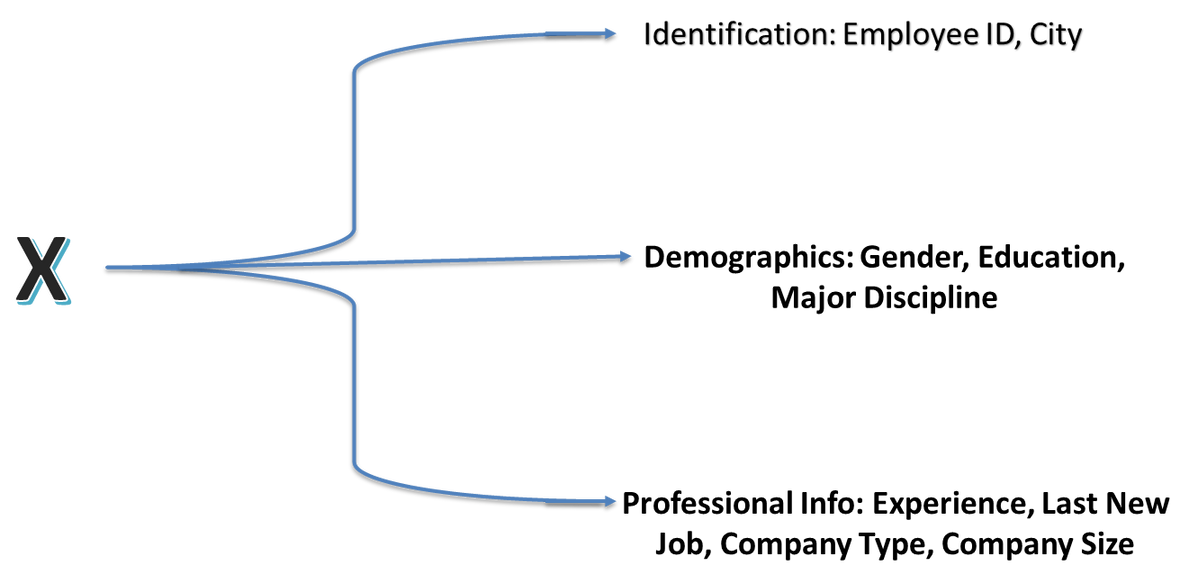 Identification: Employee ID, City
X
Demographics: Gender, Education,
Major Discipline
Professional Info: Experience, Last New
Job, Company Type, Company Size